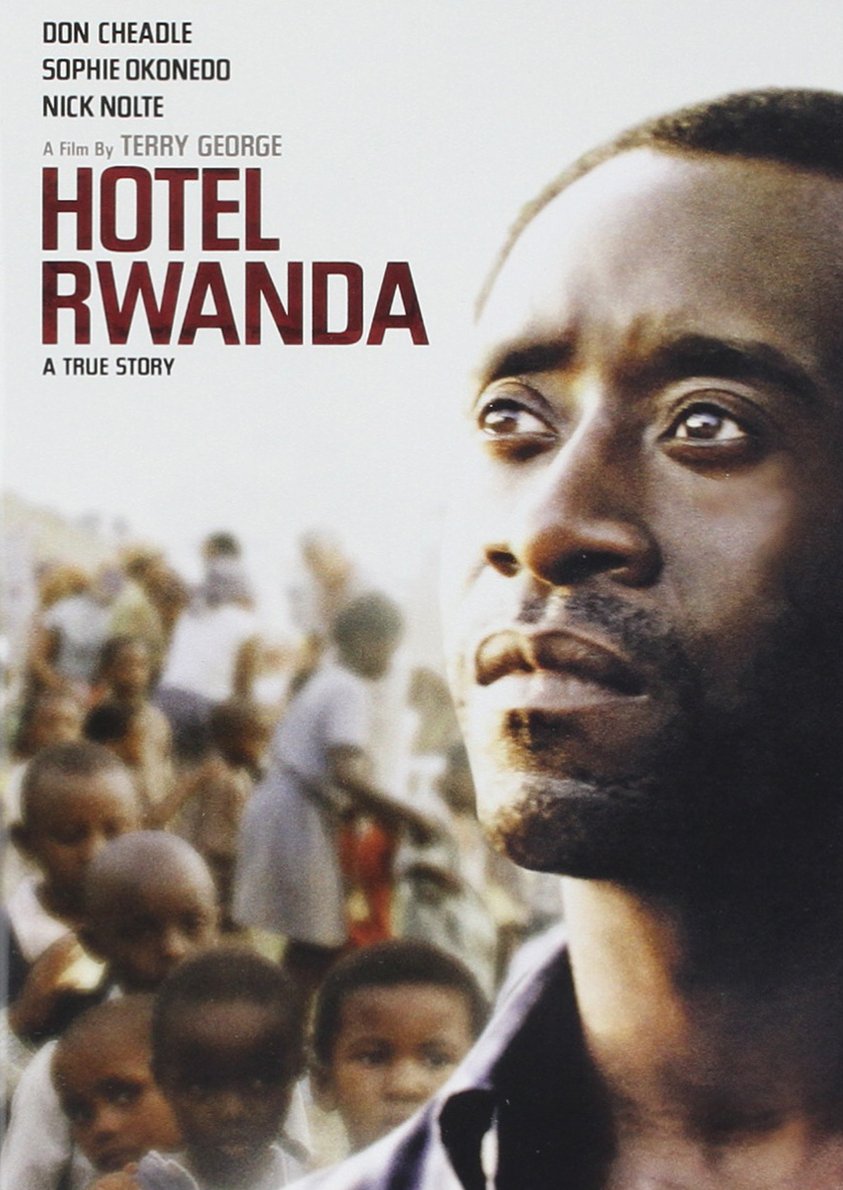 DON CHEADLE
SOPHIE OKONEDO
NICK NOLTE
A Film By TERRY GEORGE
HOTEL
RWANDA
A TRUE STORY